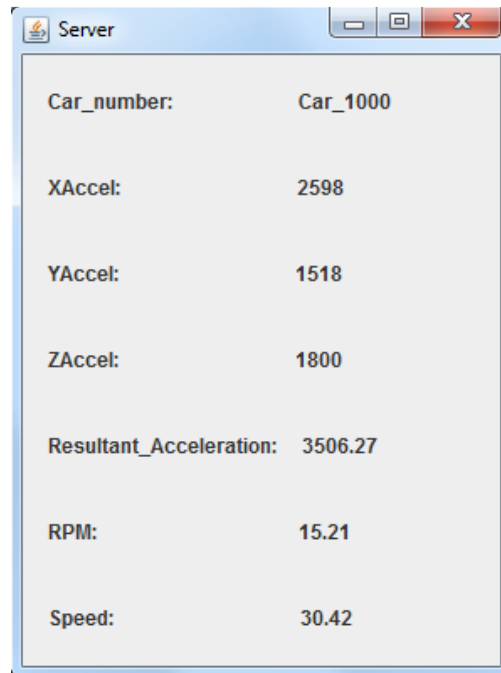 Server
Car_number: Car_1000
XAccel: 2598
YAccel: 1518
ZAccel: 1800
Resultant_Acceleration: 3506.27
RPM: 15.21
Speed: 30.42